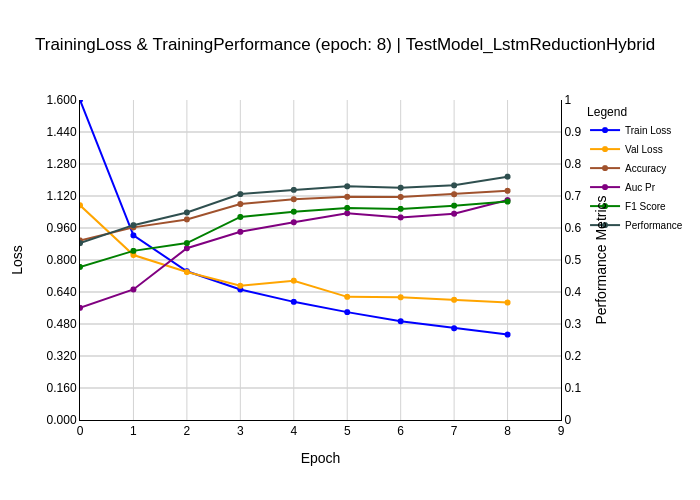 TrainingLoss & TrainingPerformance (epoch: 8) | TestModel_LstmReductionHybrid
1.600
1.440
1.280
1.120
0.960
0.800
0.640
0.480
0.320
0.160
0.000
Loss
0 1 2 3 4 5 6 7 8 9
Epoch
1
0.9
0.8
0.7
0.6
0.5
0.4
0.3
0.2
0.1
0
Performance Metrics
Legend
Train Loss
Val Loss
Accuracy
Auc Pr
F1 Score
Performance